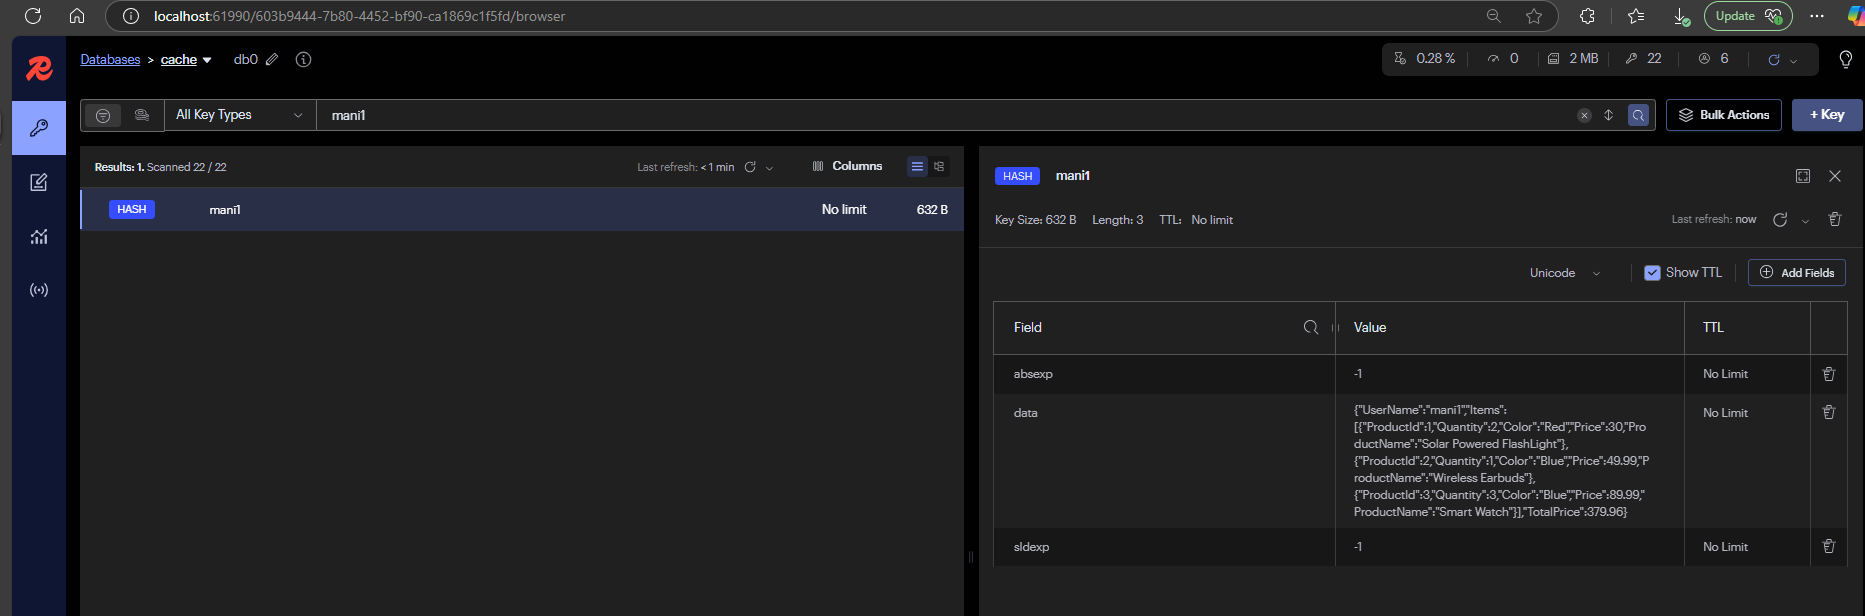 localhost:61990/603b9444-7b80-4452-bf90-ca1869c1f5fd/browser
Update
Databases > cache db0
0.28 % 0 2 MB 22 6
All Key Types mani1
Bulk Actions + Key
Results: 1. Scanned 22 / 22 Last refresh: < 1 min Columns
HASH mani1 No limit 632 B
HASH mani1
Key Size: 632 B Length: 3 TTL: No limit Last refresh: now
Unicode Show TTL Add Fields
Field Value TTL
absexp -1 No Limit
data {"UserName":"mani1","Items": No Limit
[{"ProductId":1,"Quantity":2,"Color":"Red","Price":30,"Pro
ductName":"Solar Powered FlashLight"},
{"ProductId":2,"Quantity":1,"Color":"Blue","Price":49.99,"P
roductName":"Wireless Earbuds"},
{"ProductId":3,"Quantity":3,"Color":"Blue","Price":89.99,"
ProductName":"Smart Watch"}],"TotalPrice":379.96}
sldexp -1 No Limit